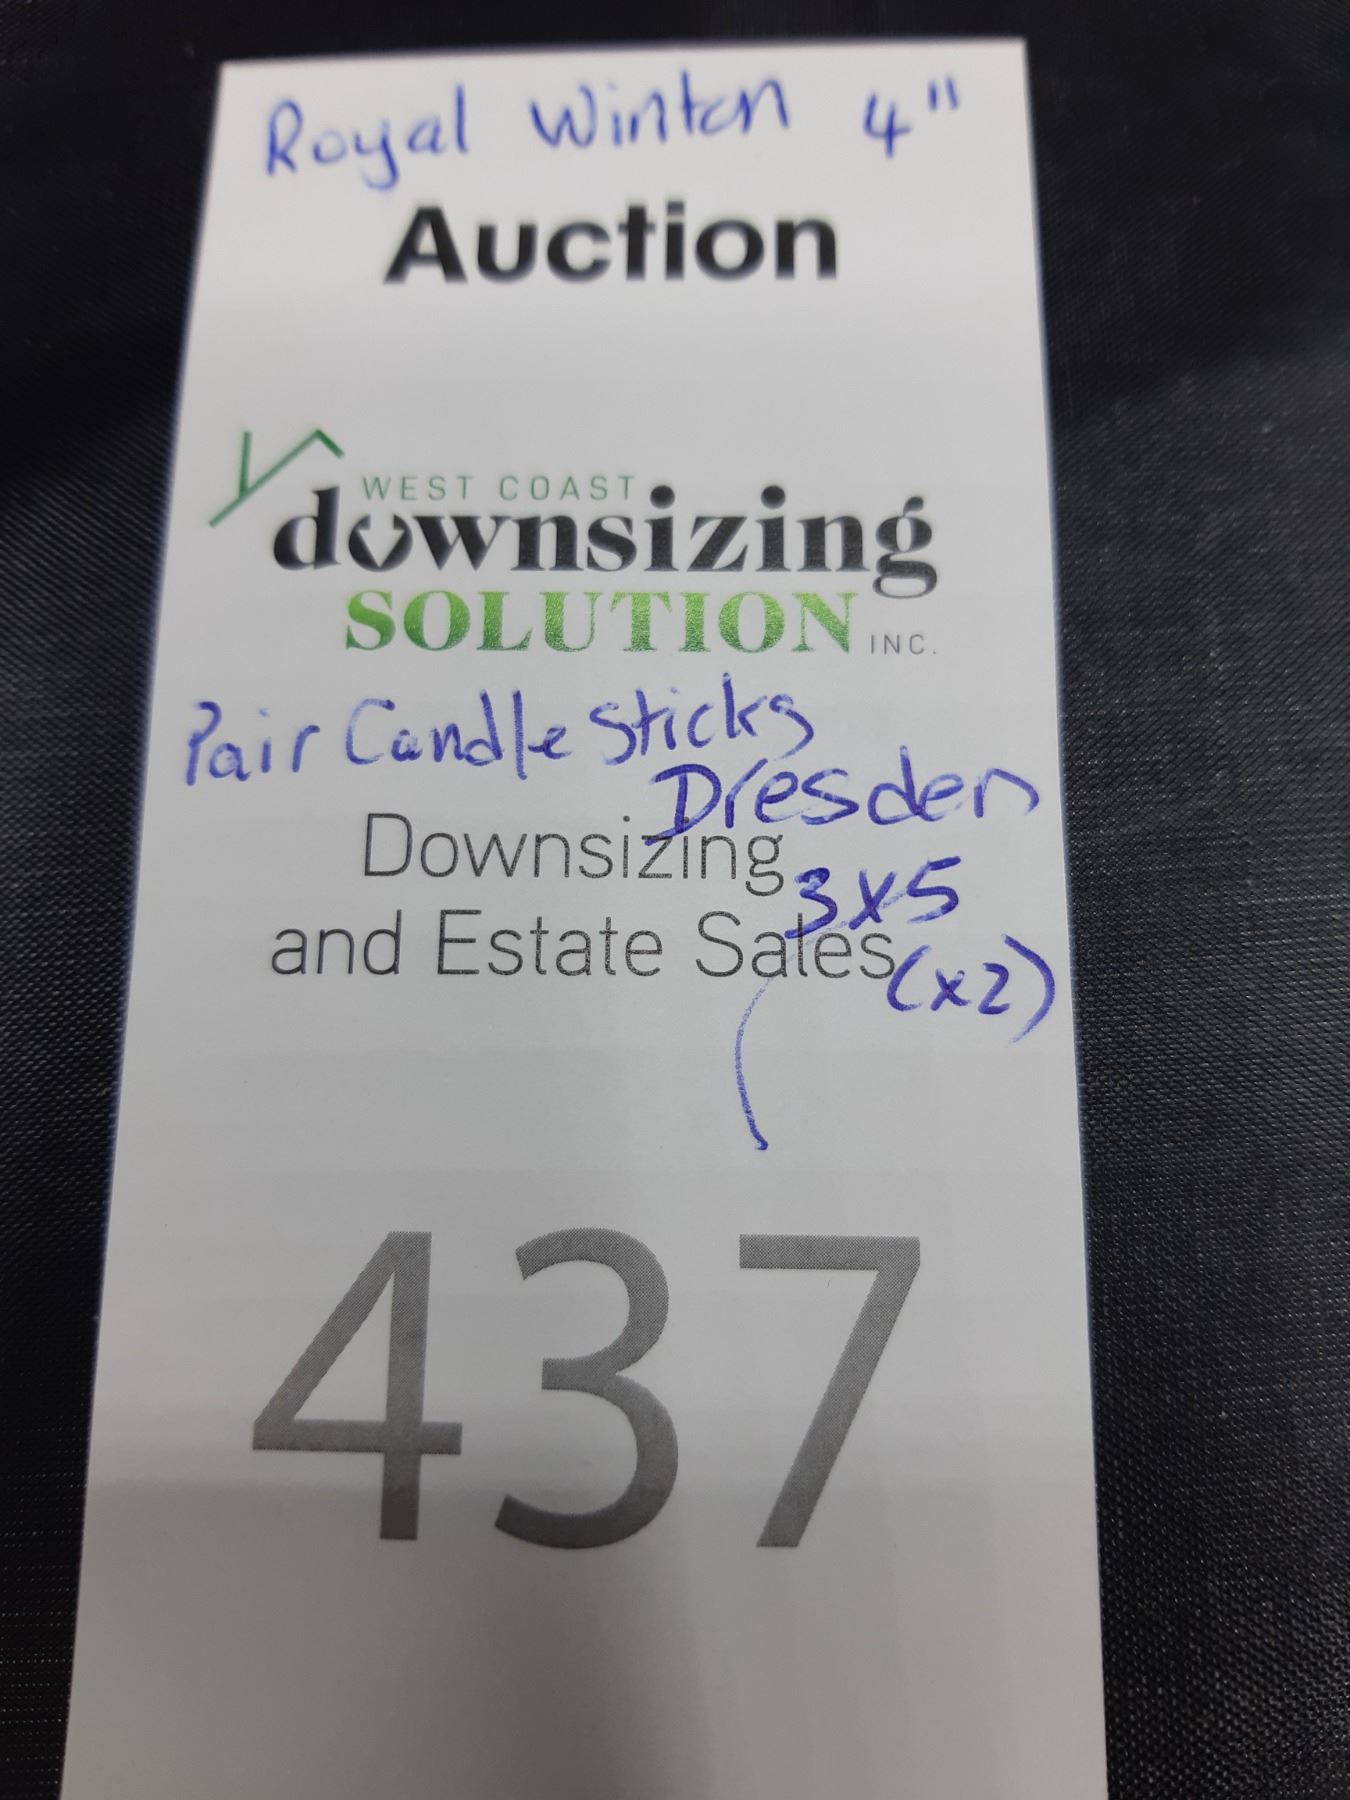 Royal Winton 4"
Auction
WEST COAST
downsizing
SOLUTION INC.
Pair Candle Sticks
Dresden
Downsizing
3x5
and Estate Sales
(x2)
437